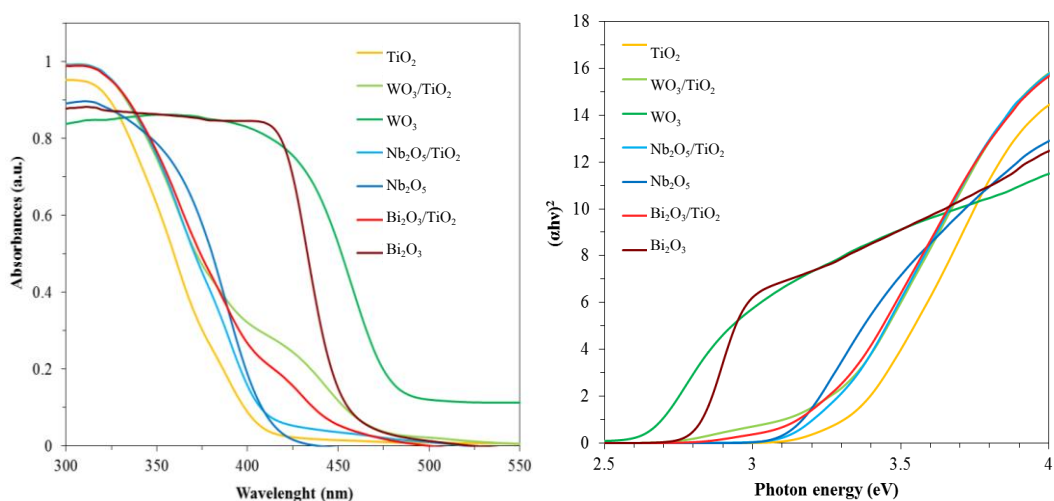 1
0.8
0.6
0.4
0.2
0
300
350
400
450
500
550
Absorbances (a.u.)
Wavelenght (nm)
TiO₂
WO₃/TiO₂
WO₃
Nb₂O₅/TiO₂
Nb₂O₅
Bi₂O₃/TiO₂
Bi₂O₃
18
16
14
12
10
8
6
4
2
0
2.5
3
3.5
4
(αhν)²
Photon energy (eV)
TiO₂
WO₃/TiO₂
WO₃
Nb₂O₅/TiO₂
Nb₂O₅
Bi₂O₃/TiO₂
Bi₂O₃